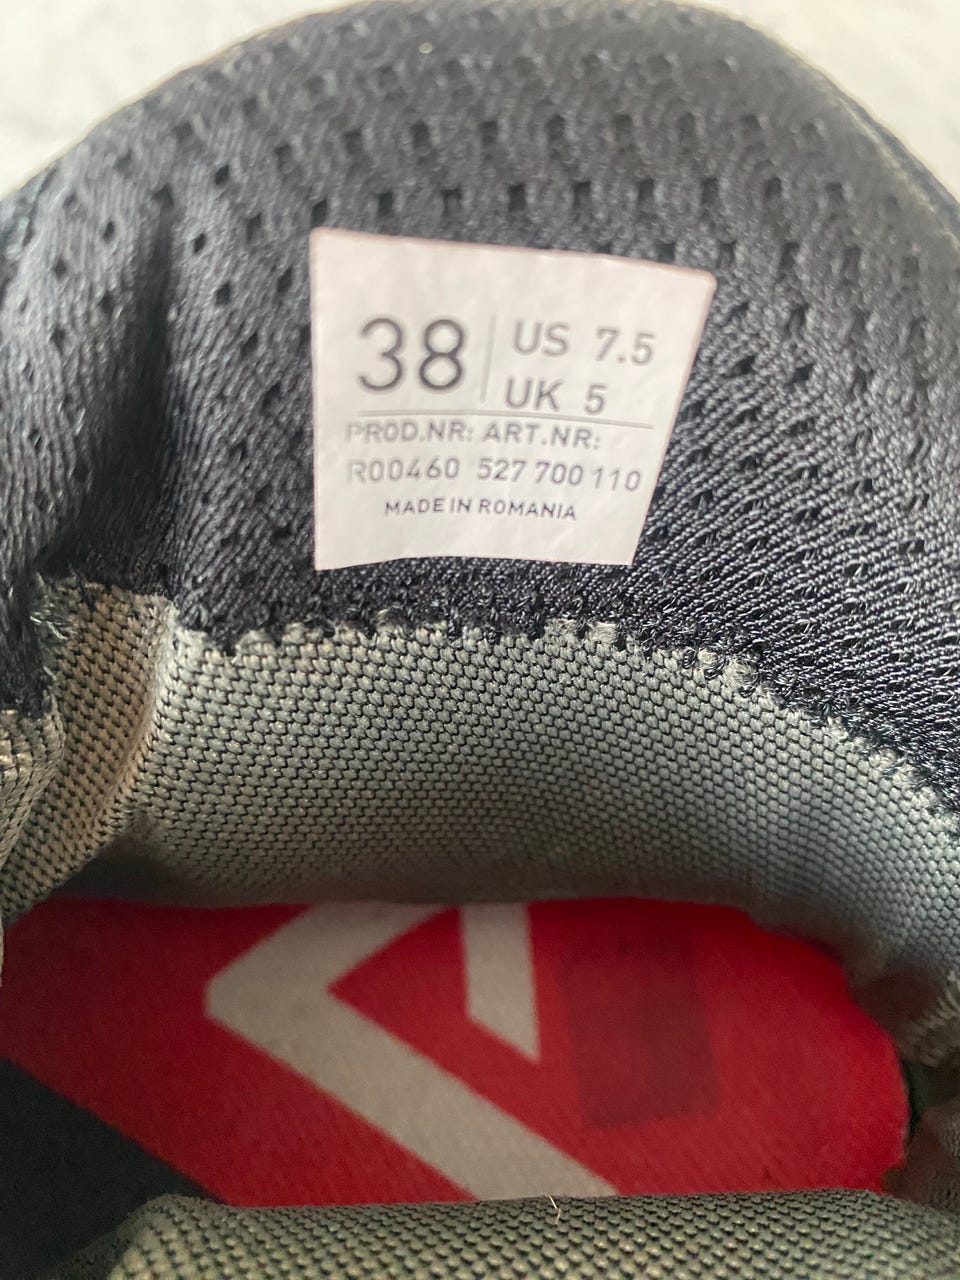 38 US 7.5
UK 5
PROD.NR: ART.NR:
R00460 527 700 110
MADE IN ROMANIA